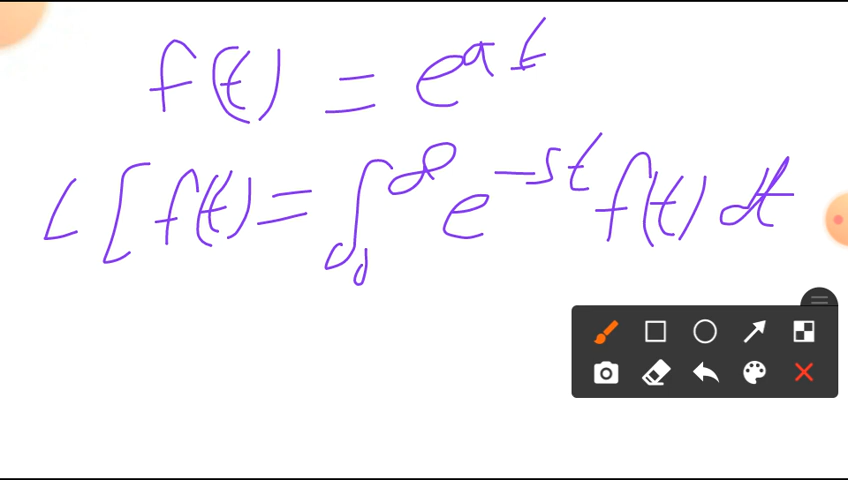 f(t) = e^{at}
L[f(t) = ∫_0^∞ e^{-st} f(t) dt